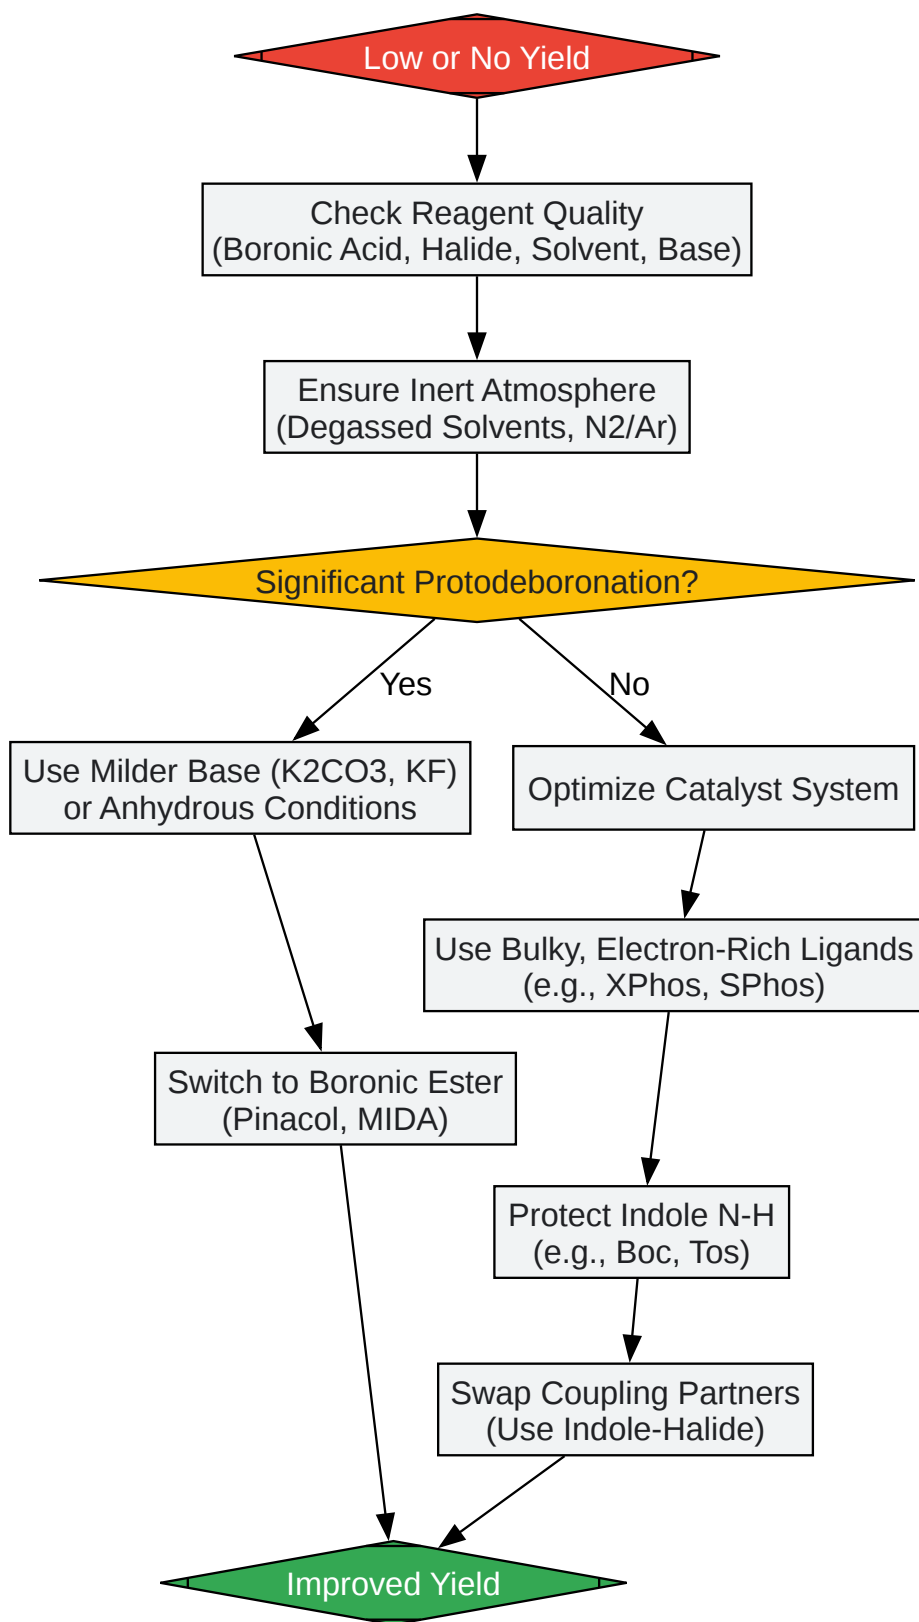 Low or No Yield
Check Reagent Quality
(Boronic Acid, Halide, Solvent, Base)
Ensure Inert Atmosphere
(Degassed Solvents, N2/Ar)
Significant Protodeboronation?
Yes
No
Use Milder Base (K2CO3, KF)
or Anhydrous Conditions
Optimize Catalyst System
Use Bulky, Electron-Rich Ligands
(e.g., XPhos, SPhos)
Switch to Boronic Ester
(Pinacol, MIDA)
Protect Indole N-H
(e.g., Boc, Tos)
Swap Coupling Partners
(Use Indole-Halide)
Improved Yield